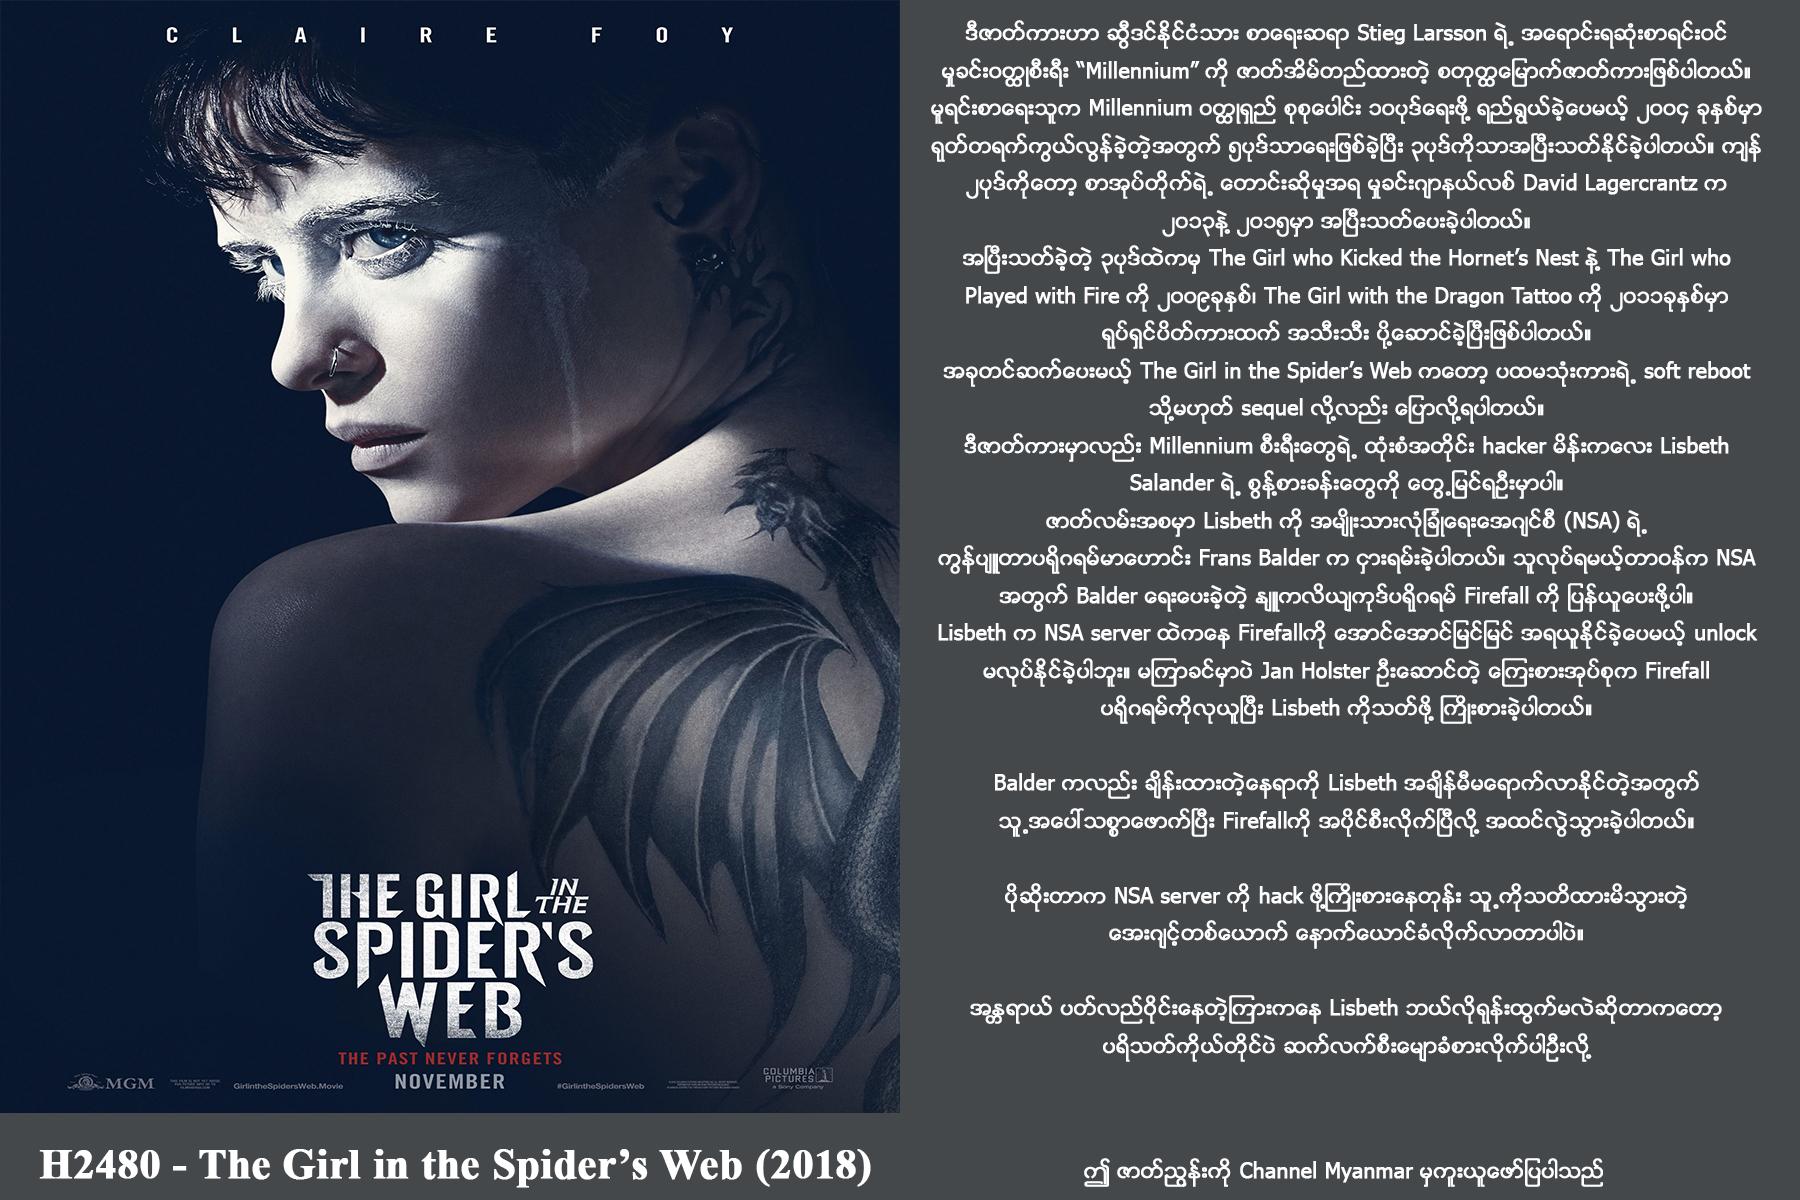 CLAIRE FOY
THE GIRL IN THE
SPIDER'S
WEB
THE PAST NEVER FORGETS
NOVEMBER
MGM
GirlintheSpidersWeb.Movie
#GirlintheSpidersWeb
COLUMBIA
PICTURES
a Sony Company
H2480 - The Girl in the Spider's Web (2018)
ဒီဇာတ်ကားဟာ ဆွီဒင်နိုင်ငံသား စာရေးဆရာ Stieg Larsson ရဲ့ အရောင်းရဆုံးစာရင်းဝင်
မှုခင်းဝတ္ထုစီးရီး “Millennium” ကို ဇာတ်အိမ်တည်ထားတဲ့ စတုတ္ထမြောက်ဇာတ်ကားဖြစ်ပါတယ်။
မူရင်းစာရေးသူက Millennium ဝတ္ထုရှည် စုစုပေါင်း ၁၀ပုဒ်ရေးဖို့ ရည်ရွယ်ခဲ့ပေမယ့် ၂၀၀၄ ခုနှစ်မှာ
ရုတ်တရက်ကွယ်လွန်ခဲ့တဲ့အတွက် ၅ပုဒ်သာရေးဖြစ်ခဲ့ပြီး ၃ပုဒ်ကိုသာအပြီးသတ်နိုင်ခဲ့ပါတယ်။ ကျန်
၂ပုဒ်ကိုတော့ စာအုပ်တိုက်ရဲ့ တောင်းဆိုမှုအရ မှုခင်းဂျာနယ်လစ် David Lagercrantz က
၂၀၁၃နဲ့ ၂၀၁၅မှာ အပြီးသတ်ပေးခဲ့ပါတယ်။
အပြီးသတ်ခဲ့တဲ့ ၃ပုဒ်ထဲကမှ The Girl who Kicked the Hornet’s Nest နဲ့ The Girl who
Played with Fire ကို ၂၀၀၉ခုနှစ်၊ The Girl with the Dragon Tattoo ကို ၂၀၁၁ခုနှစ်မှာ
ရုပ်ရှင်ပိတ်ကားထက် အသီးသီး ပို့ဆောင်ခဲ့ပြီးဖြစ်ပါတယ်။
အခုတင်ဆက်ပေးမယ့် The Girl in the Spider’s Web ကတော့ ပထမသုံးကားရဲ့ soft reboot
သို့မဟုတ် sequel လို့လည်း ပြောလို့ရပါတယ်။
ဒီဇာတ်ကားမှာလည်း Millennium စီးရီးတွေရဲ့ ထုံးစံအတိုင်း hacker မိန်းကလေး Lisbeth
Salander ရဲ့ စွန့်စားခန်းတွေကို တွေ့မြင်ရဦးမှာပါ။
ဇာတ်လမ်းအစမှာ Lisbeth ကို အမျိုးသားလုံခြုံရေးအေဂျင်စီ (NSA) ရဲ့
ကွန်ပျူတာပရိုဂရမ်မာဟောင်း Frans Balder က ငှားရမ်းခဲ့ပါတယ်။ သူလုပ်ရမယ့်တာဝန်က NSA
အတွက် Balder ရေးပေးခဲ့တဲ့ နျူကလိယျကုဒ်ပရိုဂရမ် Firefall ကို ပြန်ယူပေးဖို့ပါ။
Lisbeth က NSA server ထဲကနေ Firefallကို အောင်အောင်မြင်မြင် အရယူနိုင်ခဲ့ပေမယ့် unlock
မလုပ်နိုင်ခဲ့ပါဘူး။ မကြာခင်မှာပဲ Jan Holster ဦးဆောင်တဲ့ ကြေးစားအုပ်စုက Firefall
ပရိုဂရမ်ကိုလုယူပြီး Lisbeth ကိုသတ်ဖို့ ကြိုးစားခဲ့ပါတယ်။
Balder ကလည်း ချိန်းထားတဲ့နေရာကို Lisbeth အချိန်မီမရောက်လာနိုင်တဲ့အတွက်
သူ့အပေါ်သစ္စာဖောက်ပြီး Firefallကို အပိုင်စီးလိုက်ပြီလို့ အထင်လွဲသွားခဲ့ပါတယ်။
ပိုဆိုးတာက NSA server ကို hack ဖို့ကြိုးစားနေတုန်း သူ့ကိုသတိထားမိသွားတဲ့
အေးဂျင့်တစ်ယောက် နောက်ယောင်ခံလိုက်လာတာပါပဲ။
အန္တရာယ် ပတ်လည်ဝိုင်းနေတဲ့ကြားကနေ Lisbeth ဘယ်လိုရုန်းထွက်မလဲဆိုတာကတော့
ပရိသတ်ကိုယ်တိုင်ပဲ ဆက်လက်စီးမျောခံစားလိုက်ပါဦးလို့
ဤ ဇာတ်ညွှန်းကို Channel Myanmar မှကူးယူဖော်ပြပါသည်